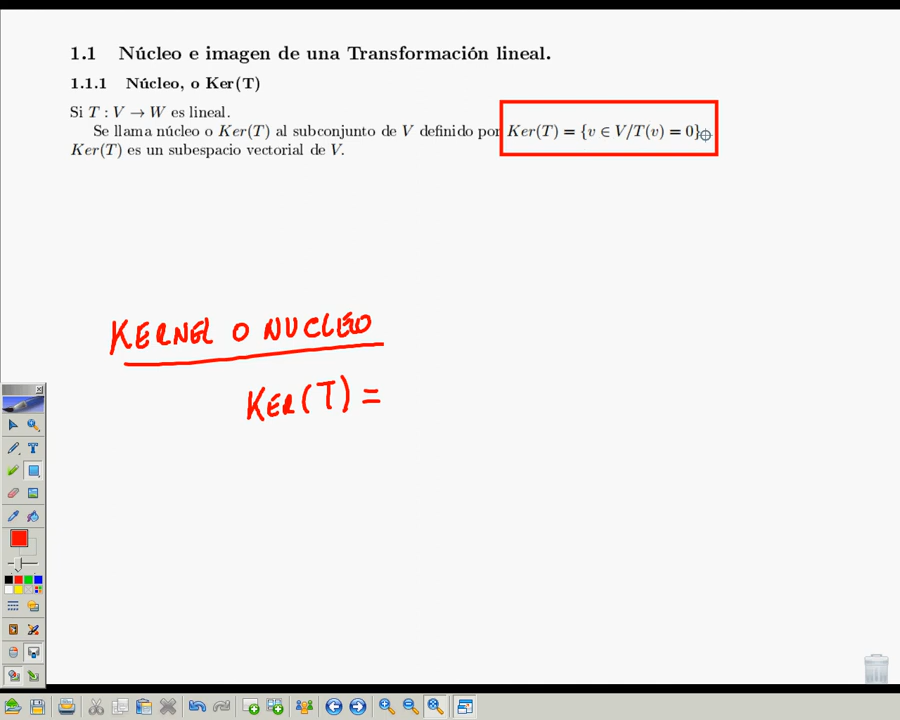 1.1 Núcleo e imagen de una Transformación lineal.
1.1.1 Núcleo, o Ker(T)
Si T : V → W es lineal.
Se llama núcleo o Ker(T) al subconjunto de V definido por Ker(T) = {v ∈ V/T(v) = 0}
Ker(T) es un subespacio vectorial de V.
KERNEL O NUCLEO
KER(T) =